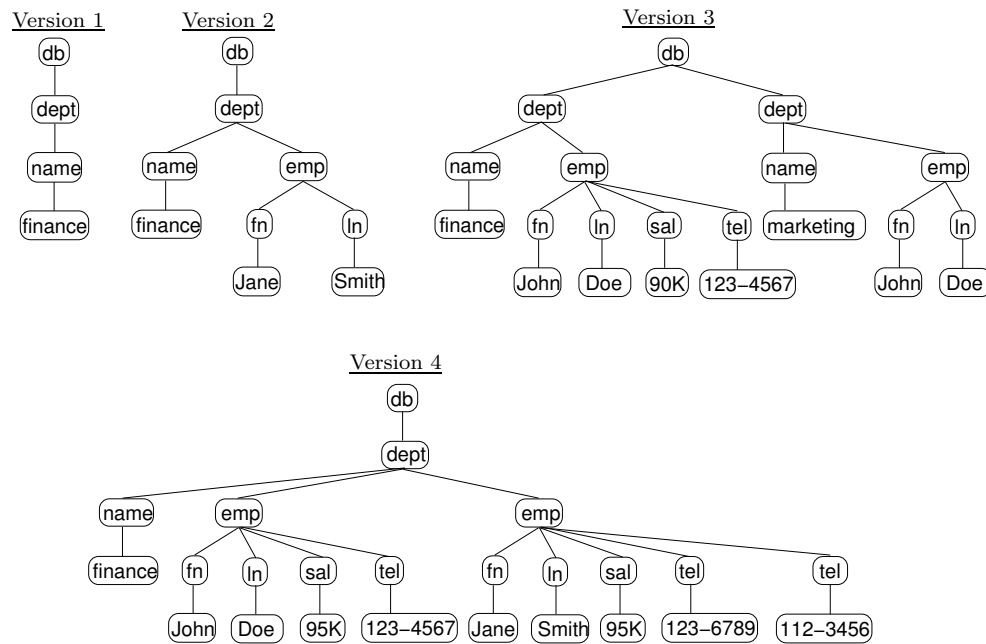 Version 1 Version 2 Version 3
db db db
dept dept dept dept
name name emp name emp name emp
finance finance fn ln finance fn ln sal tel marketing fn ln
Jane Smith John Doe 90K 123–4567 John Doe
Version 4
db
dept
name emp emp
finance fn ln sal tel fn ln sal tel tel
John Doe 95K 123–4567 Jane Smith 95K 123–6789 112–3456